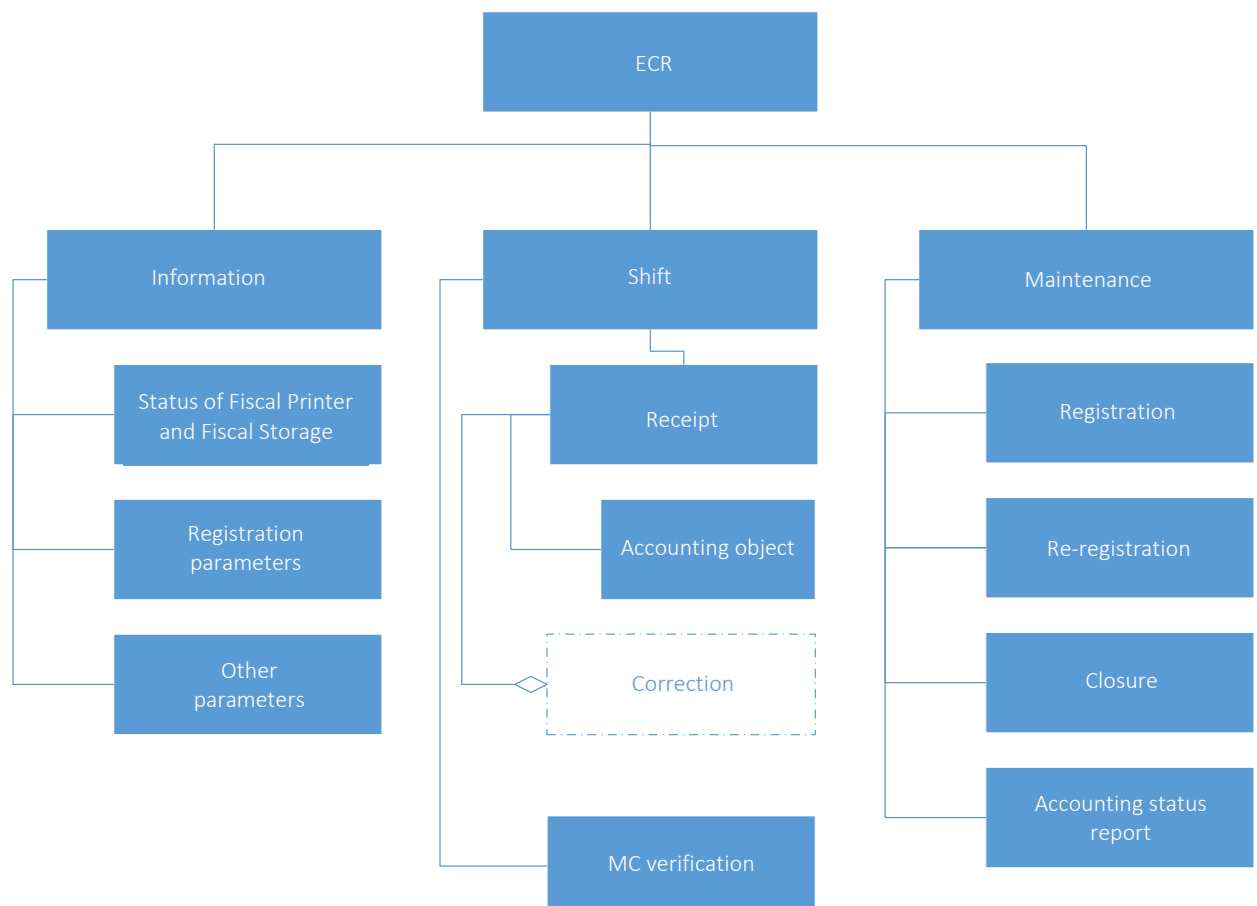 ECR
Information
Status of Fiscal Printer
and Fiscal Storage
Registration
parameters
Other
parameters
Shift
Receipt
Accounting object
Correction
MC verification
Maintenance
Registration
Re-registration
Closure
Accounting status
report